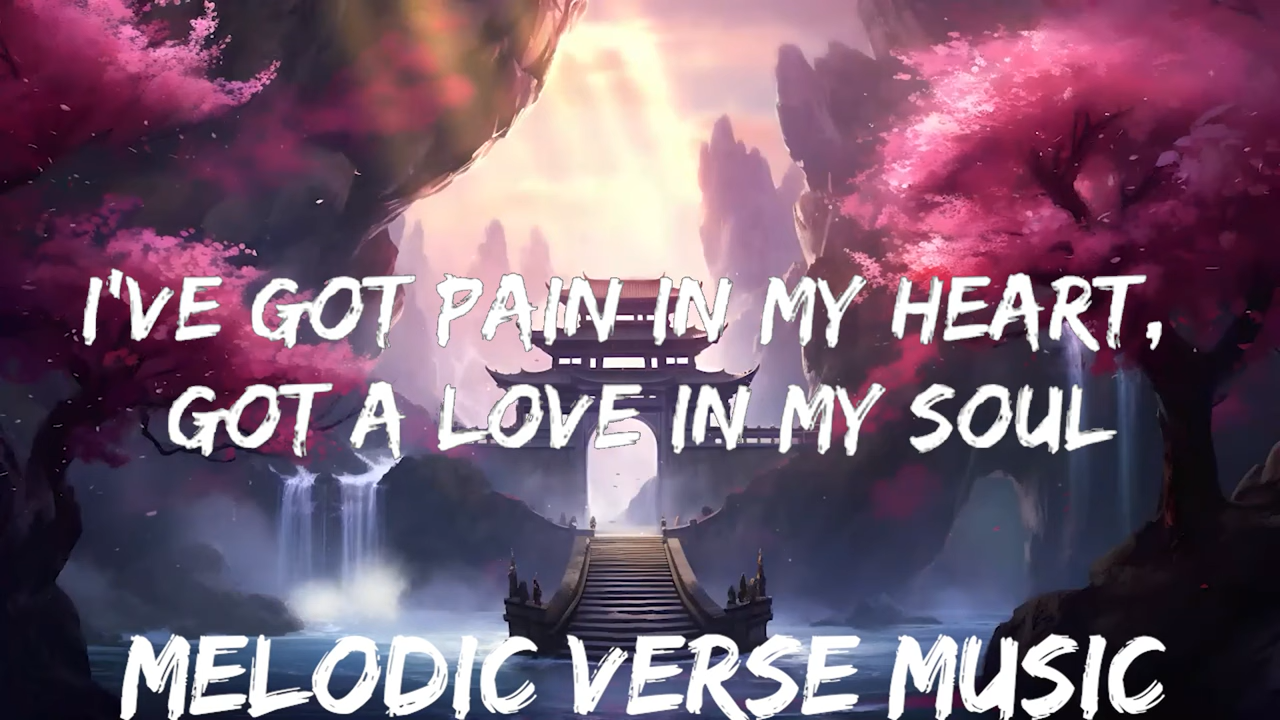 I'VE GOT PAIN IN MY HEART,
GOT A LOVE IN MY SOUL
MELODIC VERSE MUSIC